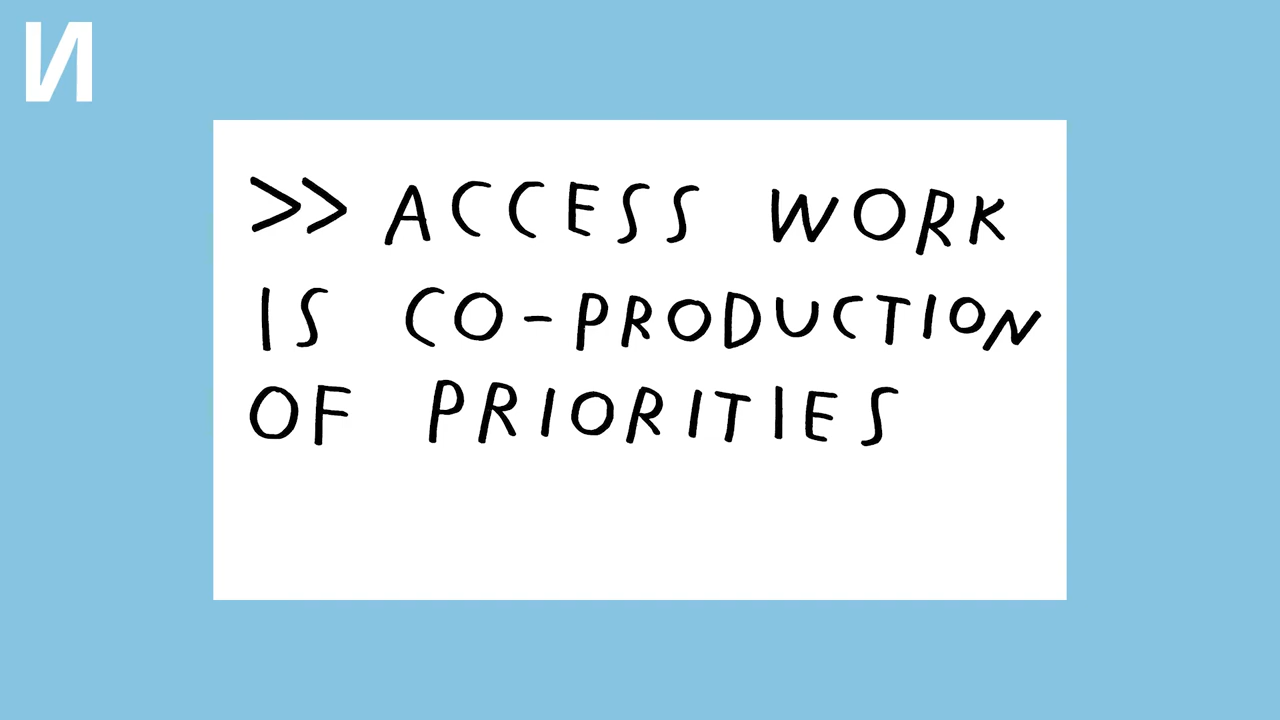 И
>> ACCESS WORK
IS CO-PRODUCTION
OF PRIORITIES